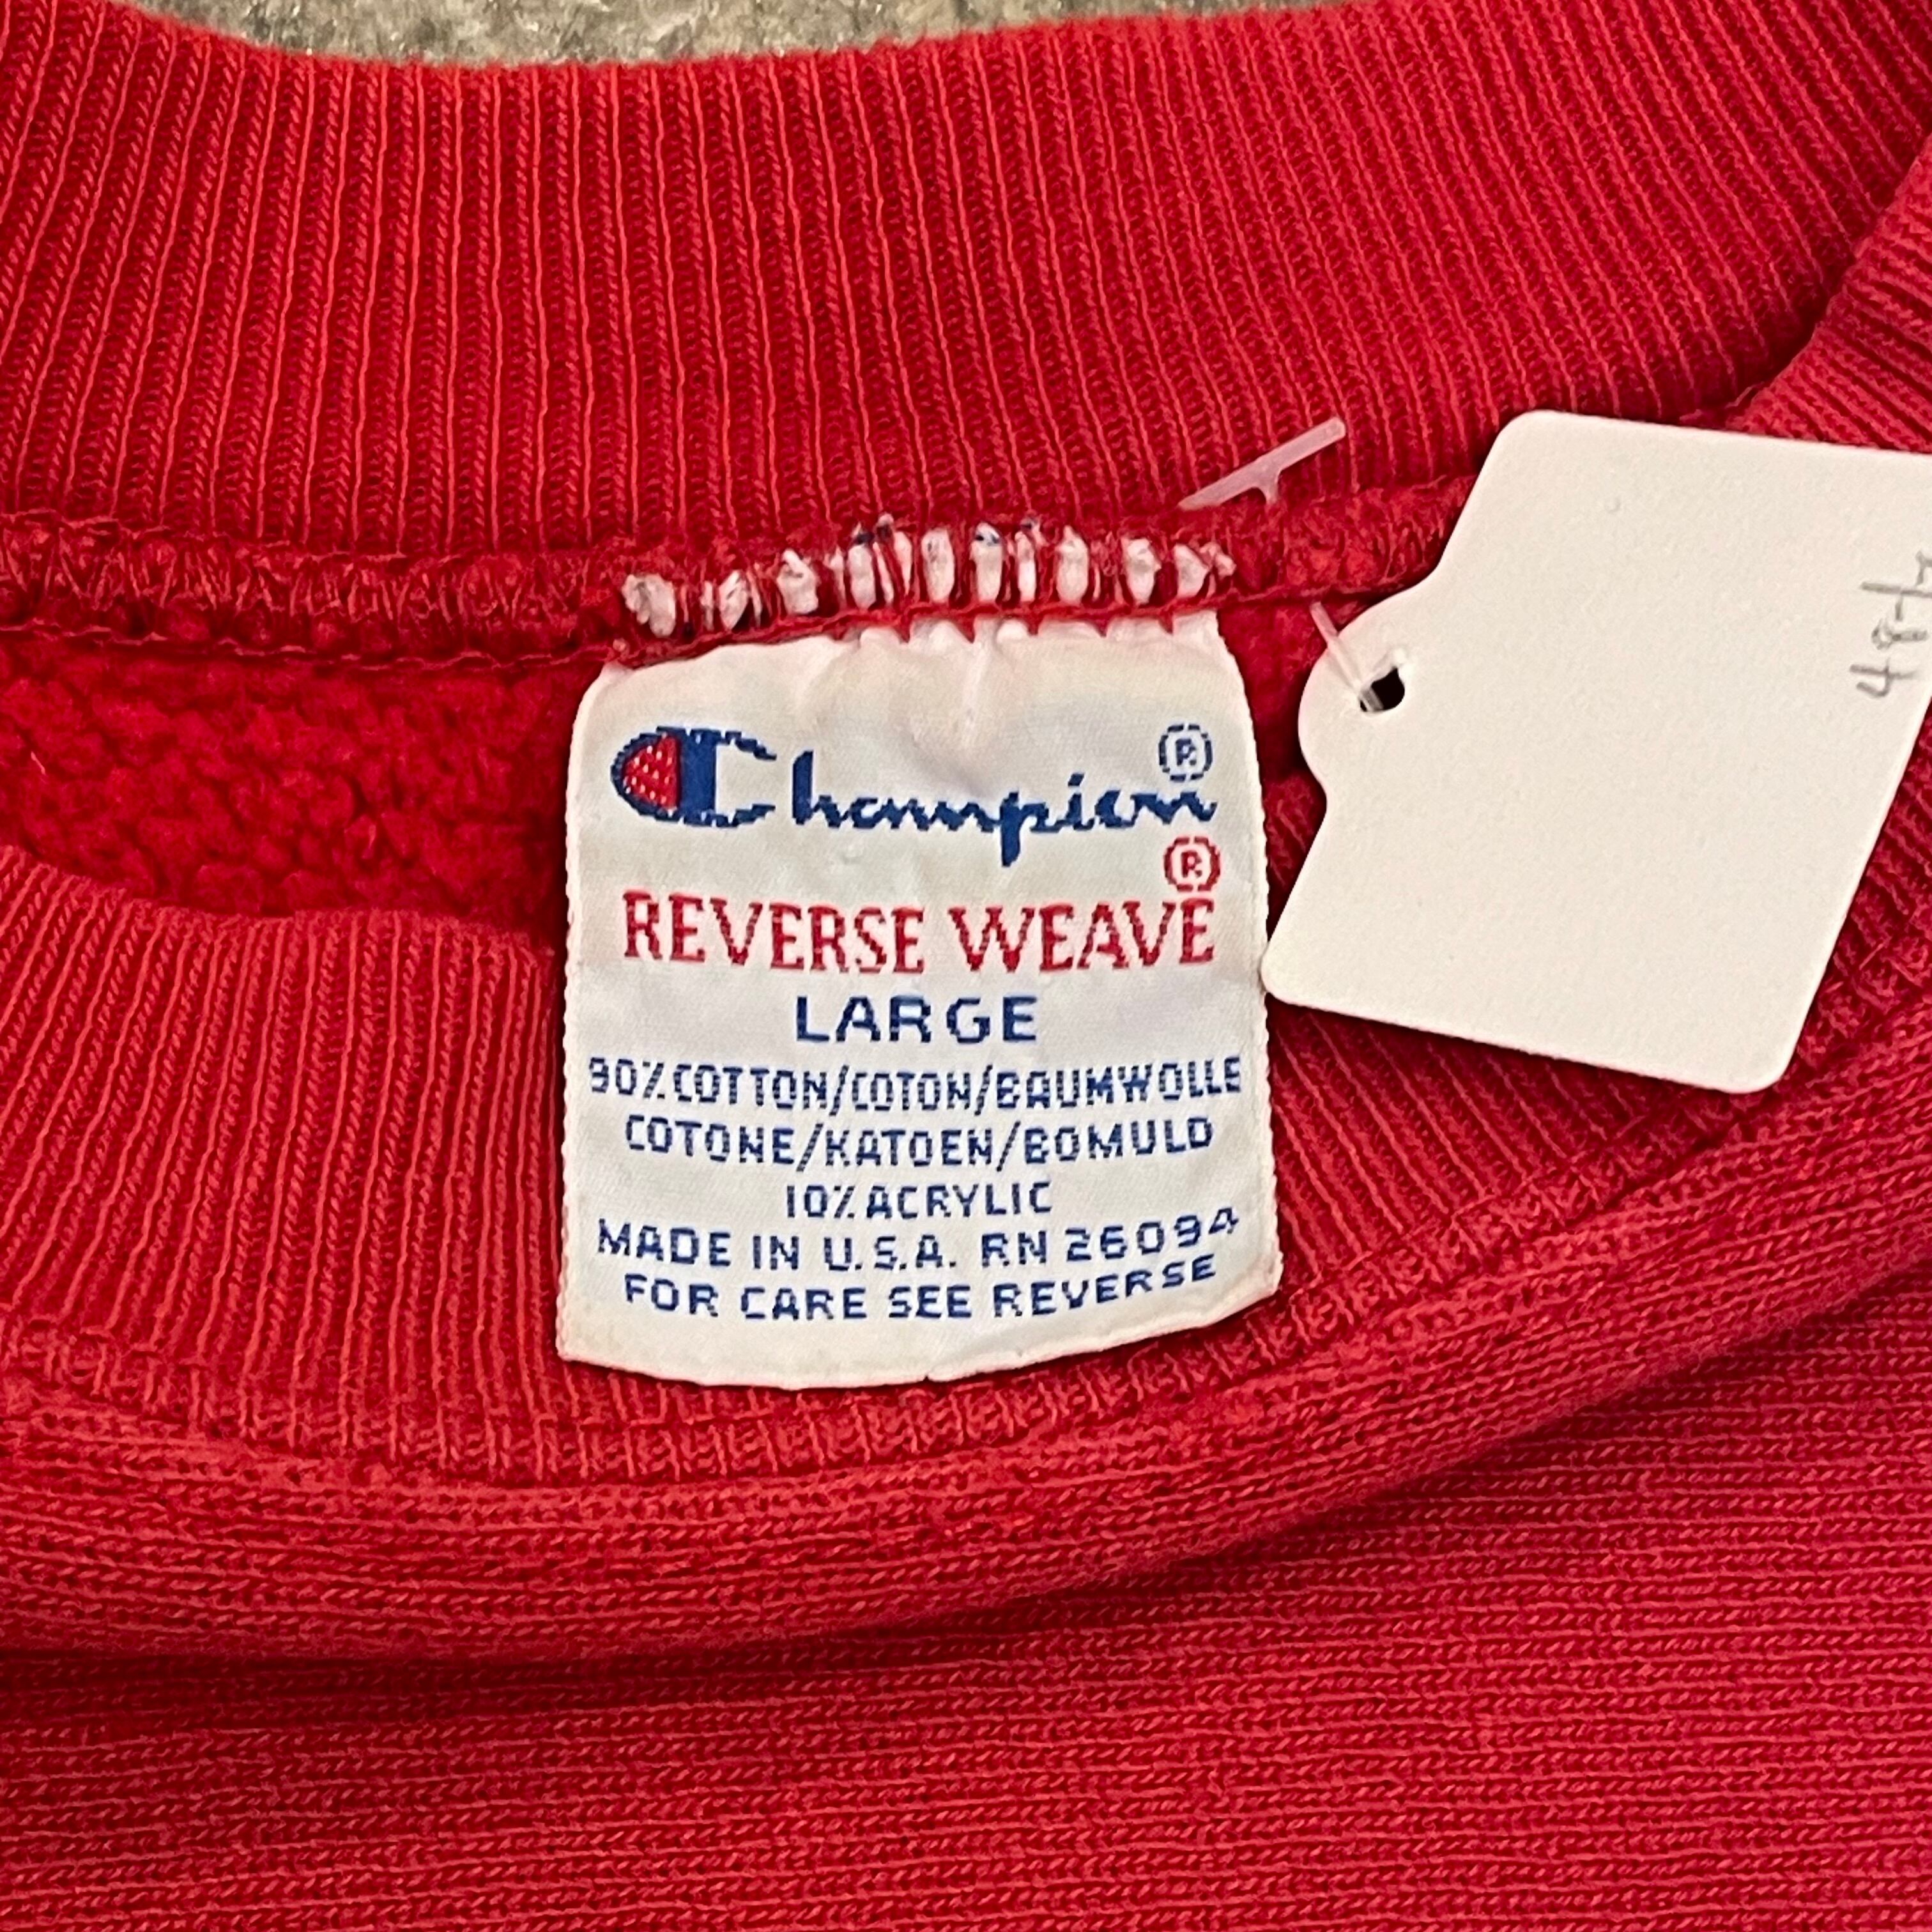 Champion®
®
REVERSE WEAVE
LARGE
90% COTTON/COTON/BAUMWOLLE
COTONE/KATOEN/BOMULD
10% ACRYLIC
MADE IN U.S.A. RN 26094
FOR CARE SEE REVERSE